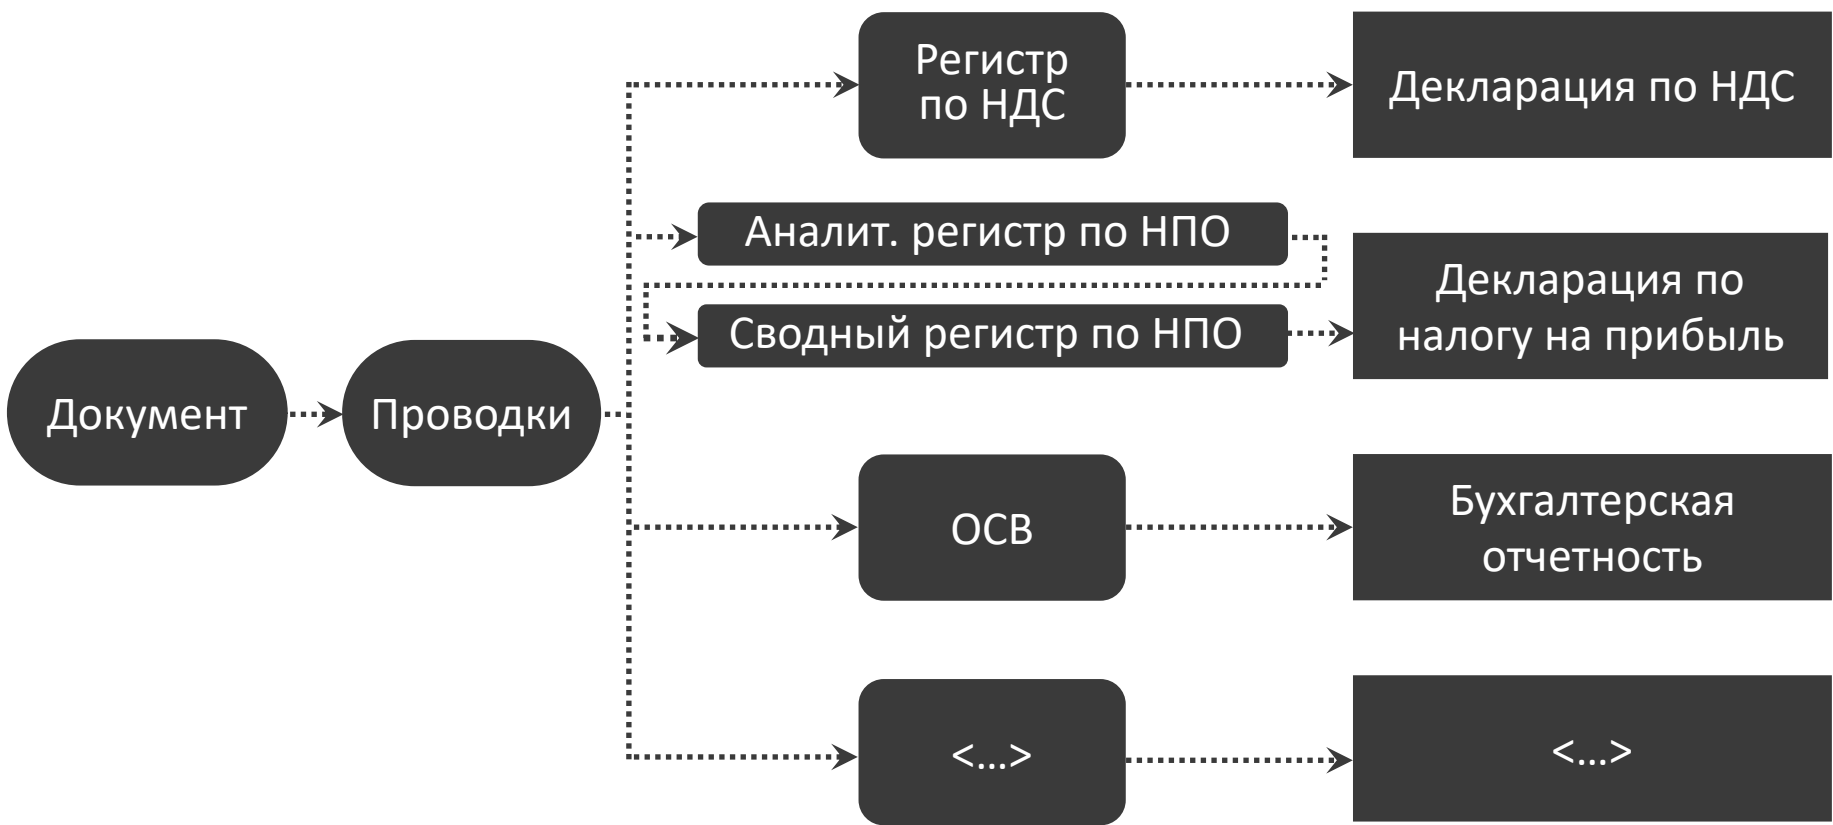 Регистр
по НДС
Декларация по НДС
Аналит. регистр по НПО
Сводный регистр по НПО
Декларация по
налогу на прибыль
Документ
Проводки
ОСВ
Бухгалтерская
отчетность
<...>
<...>